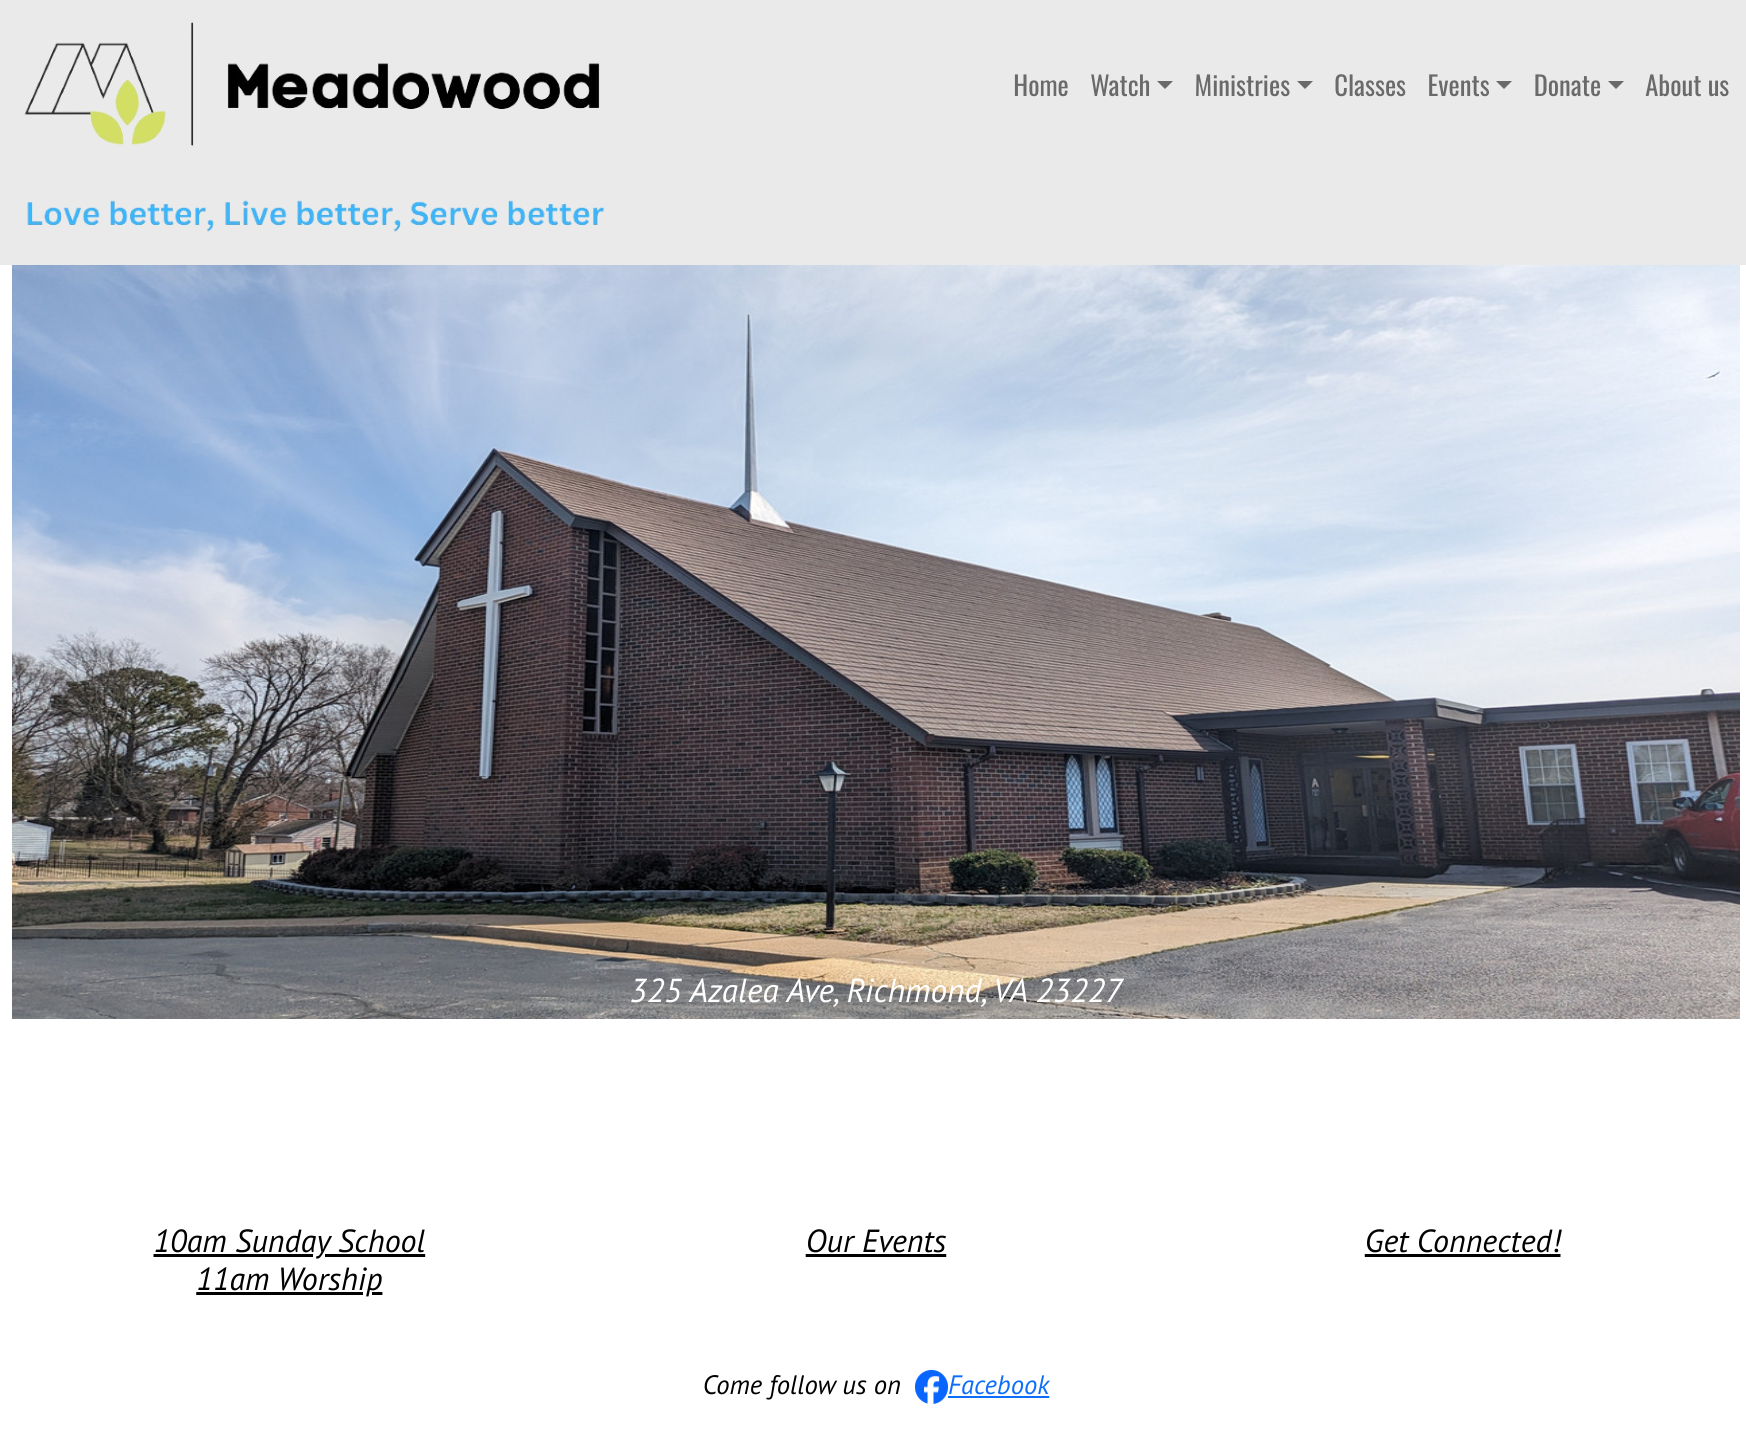 Meadowood
Home Watch Ministries Classes Events Donate About us
Love better, Live better, Serve better
325 Azalea Ave, Richmond, VA 23227
10am Sunday School
11am Worship
Our Events
Get Connected!
Come follow us on Facebook